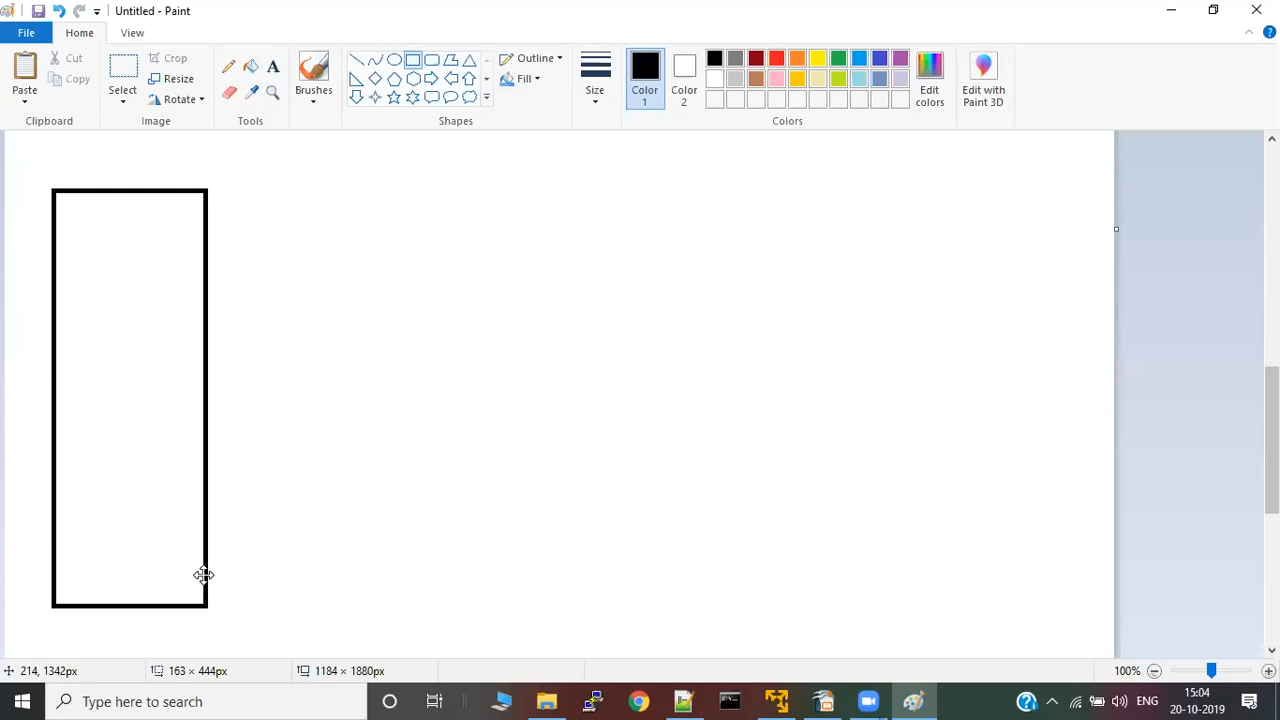 Untitled - Paint
File
Home
View
Paste
Cut
Copy
Clipboard
Select
Crop
Resize
Rotate
Image
A
Tools
Brushes
Outline
Fill
Shapes
Size
Color 1
Color 2
Edit colors
Colors
Edit with Paint 3D
214, 1342px
163 × 444px
1184 × 1880px
100%
Type here to search
ENG
15:04
20-10-2019